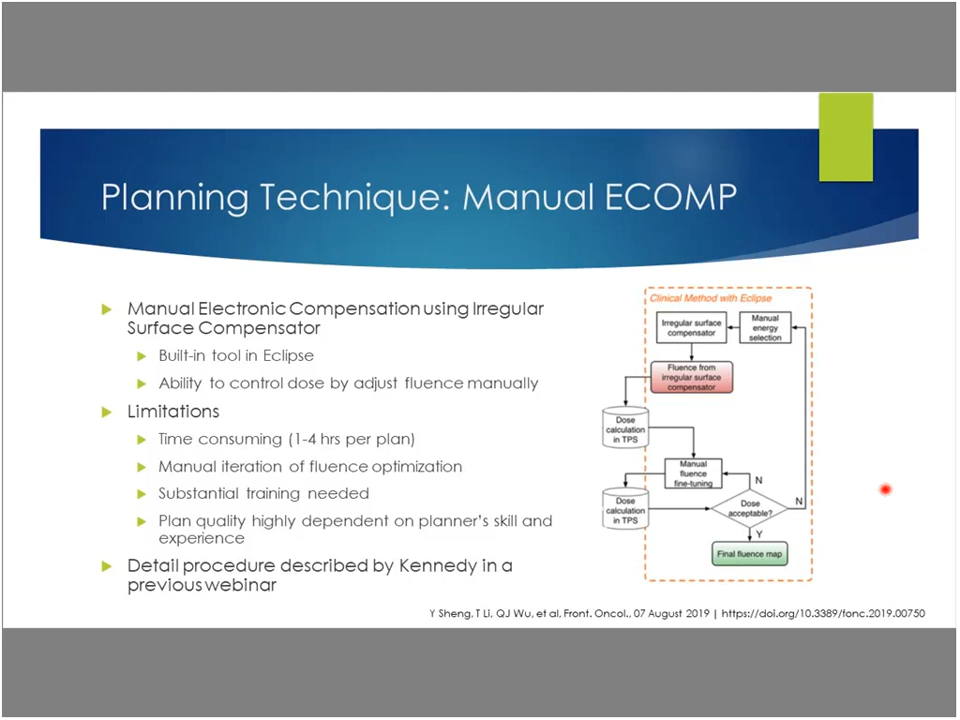 Planning Technique: Manual ECOMP
Manual Electronic Compensation using Irregular
Surface Compensator
Built-in tool in Eclipse
Ability to control dose by adjust fluence manually
Limitations
Time consuming (1-4 hrs per plan)
Manual iteration of fluence optimization
Substantial training needed
Plan quality highly dependent on planner's skill and
experience
Detail procedure described by Kennedy in a
previous webinar
Clinical Method with Eclipse
Irregular surface
compensator
Manual
energy
selection
Fluence from
irregular surface
compensator
Dose
calculation
in TPS
Manual
fluence
fine-tuning
N
N
Dose
calculation
in TPS
Dose
acceptable?
Y
Final fluence map
Y Sheng, T Li, QJ Wu, et al, Front. Oncol., 07 August 2019 | https://doi.org/10.3389/fonc.2019.00750